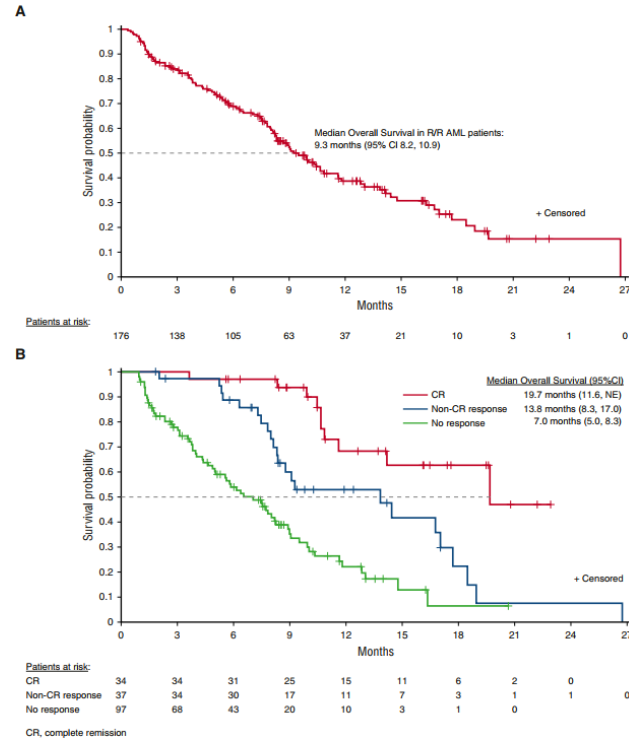 A
1
0.9
0.8
0.7
0.6
0.5
0.4
0.3
0.2
0.1
0
Survival probability
Median Overall Survival in R/R AML patients:
9.3 months (95% CI 8.2, 10.9)
+ Censored
0 3 6 9 12 15 18 21 24 27
Months
Patients at risk:
176 138 105 63 37 21 10 3 1 0
B
1
0.9
0.8
0.7
0.6
0.5
0.4
0.3
0.2
0.1
0
Survival probability
Median Overall Survival (95%CI)
CR 19.7 months (11.6, NE)
Non-CR response 13.8 months (8.3, 17.0)
No response 7.0 months (5.0, 8.3)
+ Censored
0 3 6 9 12 15 18 21 24 27
Months
Patients at risk:
CR 34 34 31 25 15 11 6 2 0
Non-CR response 37 34 30 17 11 7 3 1 1 0
No response 97 68 43 20 10 3 1 0
CR, complete remission